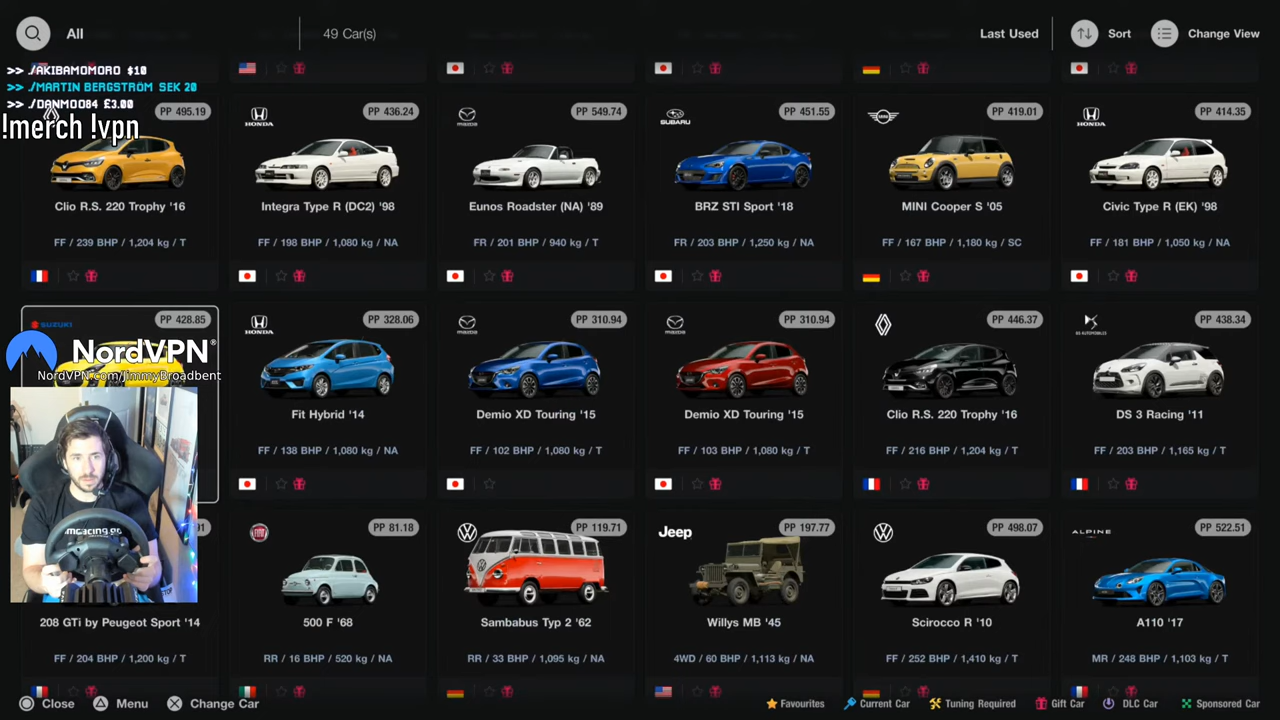 All
49 Car(s)
Last Used
Sort
Change View
>> ./AKIBAMOMORO $10
>> ./MARTIN BERGSTRÖM SEK 20
>> ./DANMOO84 £3.00
!merch !vpn
PP 495.19
Clio R.S. 220 Trophy '16
FF / 239 BHP / 1,204 kg / T
HONDA
PP 436.24
Integra Type R (DC2) '98
FF / 198 BHP / 1,080 kg / NA
PP 549.74
Eunos Roadster (NA) '89
FR / 201 BHP / 940 kg / T
SUBARU
PP 451.55
BRZ STI Sport '18
FR / 203 BHP / 1,250 kg / NA
MINI
PP 419.01
MINI Cooper S '05
FF / 167 BHP / 1,180 kg / SC
HONDA
PP 414.35
Civic Type R (EK) '98
FF / 181 BHP / 1,050 kg / NA
SUZUKI
PP 428.85
NordVPN®
NordVPN.com/JimmyBroadbent
HONDA
PP 328.06
Fit Hybrid '14
FF / 138 BHP / 1,080 kg / NA
PP 310.94
Demio XD Touring '15
FF / 102 BHP / 1,080 kg / T
PP 310.94
Demio XD Touring '15
FF / 103 BHP / 1,080 kg / T
PP 446.37
Clio R.S. 220 Trophy '16
FF / 216 BHP / 1,204 kg / T
DS AUTOMOBILES
PP 438.34
DS 3 Racing '11
FF / 203 BHP / 1,165 kg / T
208 GTi by Peugeot Sport '14
FF / 204 BHP / 1,200 kg / T
FIAT
PP 81.18
500 F '68
RR / 16 BHP / 520 kg / NA
PP 119.71
Sambabus Typ 2 '62
RR / 33 BHP / 1,095 kg / NA
Jeep
PP 197.77
Willys MB '45
4WD / 60 BHP / 1,113 kg / NA
PP 498.07
Scirocco R '10
FF / 252 BHP / 1,410 kg / T
ALPINE
PP 522.51
A110 '17
MR / 248 BHP / 1,103 kg / T
Close
Menu
Change Car
Favourites
Current Car
Tuning Required
Gift Car
DLC Car
Sponsored Car